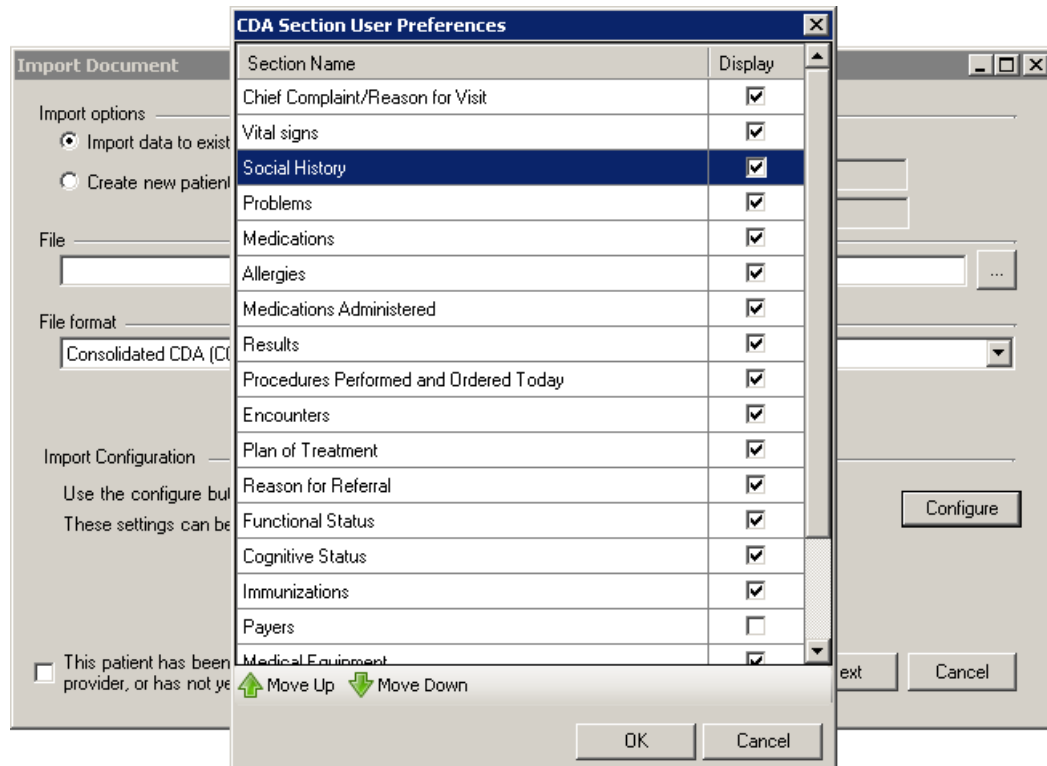 CDA Section User Preferences
Import Document
Section Name Display
Chief Complaint/Reason for Visit
Import options
Import data to exist
Vital signs
Social History
Create new patient
Problems
Medications
File
Allergies
...
Medications Administered
File format
Results
Consolidated CDA (
Procedures Performed and Ordered Today
Encounters
Plan of Treatment
Import Configuration
Reason for Referral
Use the configure
Configure
Functional Status
These settings can be
Cognitive Status
Immunizations
Payers
Medical Equipment
This patient has been
provider, or has not
Move Up Move Down
ext Cancel
OK Cancel